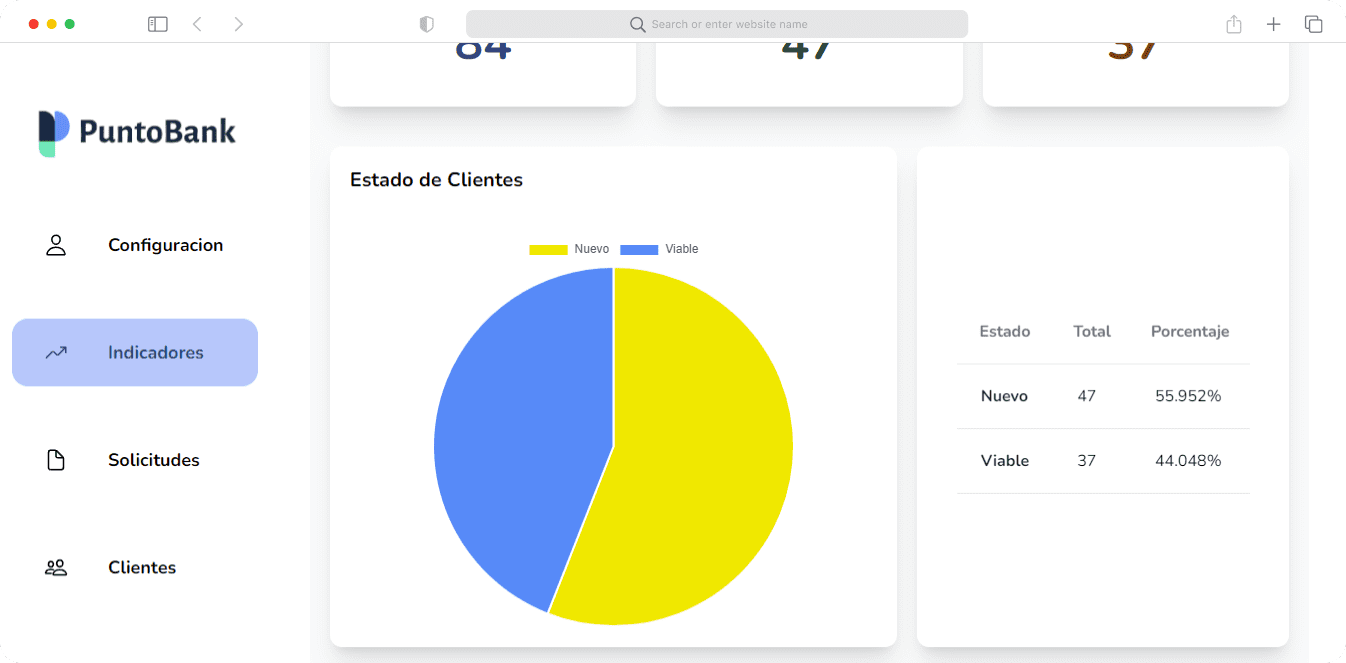 Search or enter website name
84 47 37
PuntoBank
Configuracion
Indicadores
Solicitudes
Clientes
Estado de Clientes
Nuevo Viable
Estado Total Porcentaje
Nuevo 47 55.952%
Viable 37 44.048%